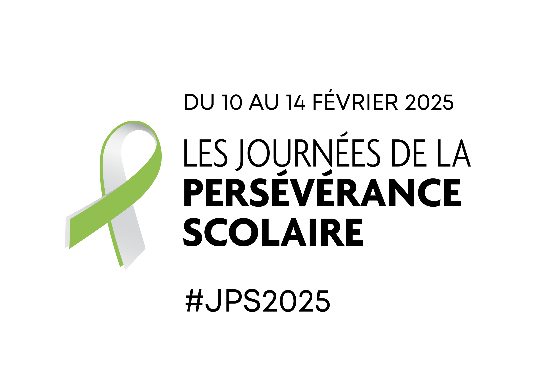 DU 10 AU 14 FÉVRIER 2025
LES JOURNÉES DE LA
PERSÉVÉRANCE
SCOLAIRE
#JPS2025